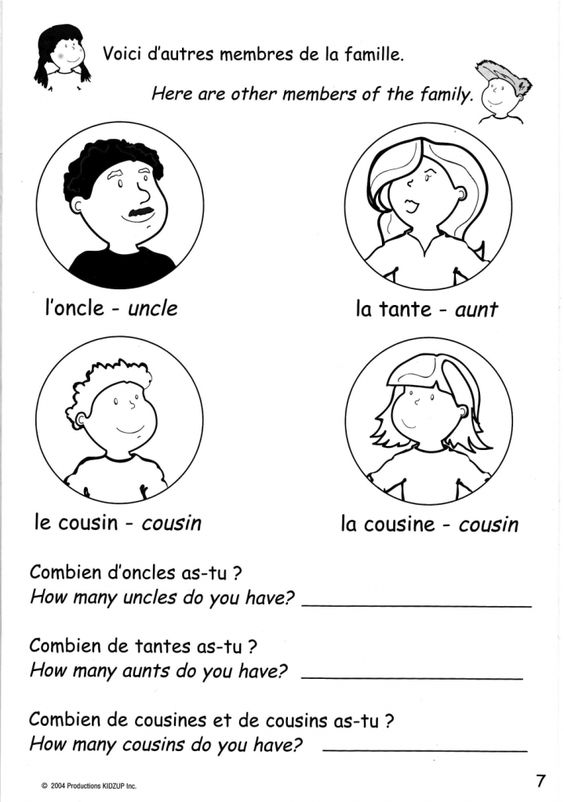 Voici d'autres membres de la famille.
Here are other members of the family.
l'oncle - uncle
la tante - aunt
le cousin - cousin
la cousine - cousin
Combien d'oncles as-tu ?
How many uncles do you have? ____________________
Combien de tantes as-tu ?
How many aunts do you have? ____________________
Combien de cousines et de cousins as-tu ?
How many cousins do you have? ____________________
© 2004 Productions KIDZUP Inc.
7